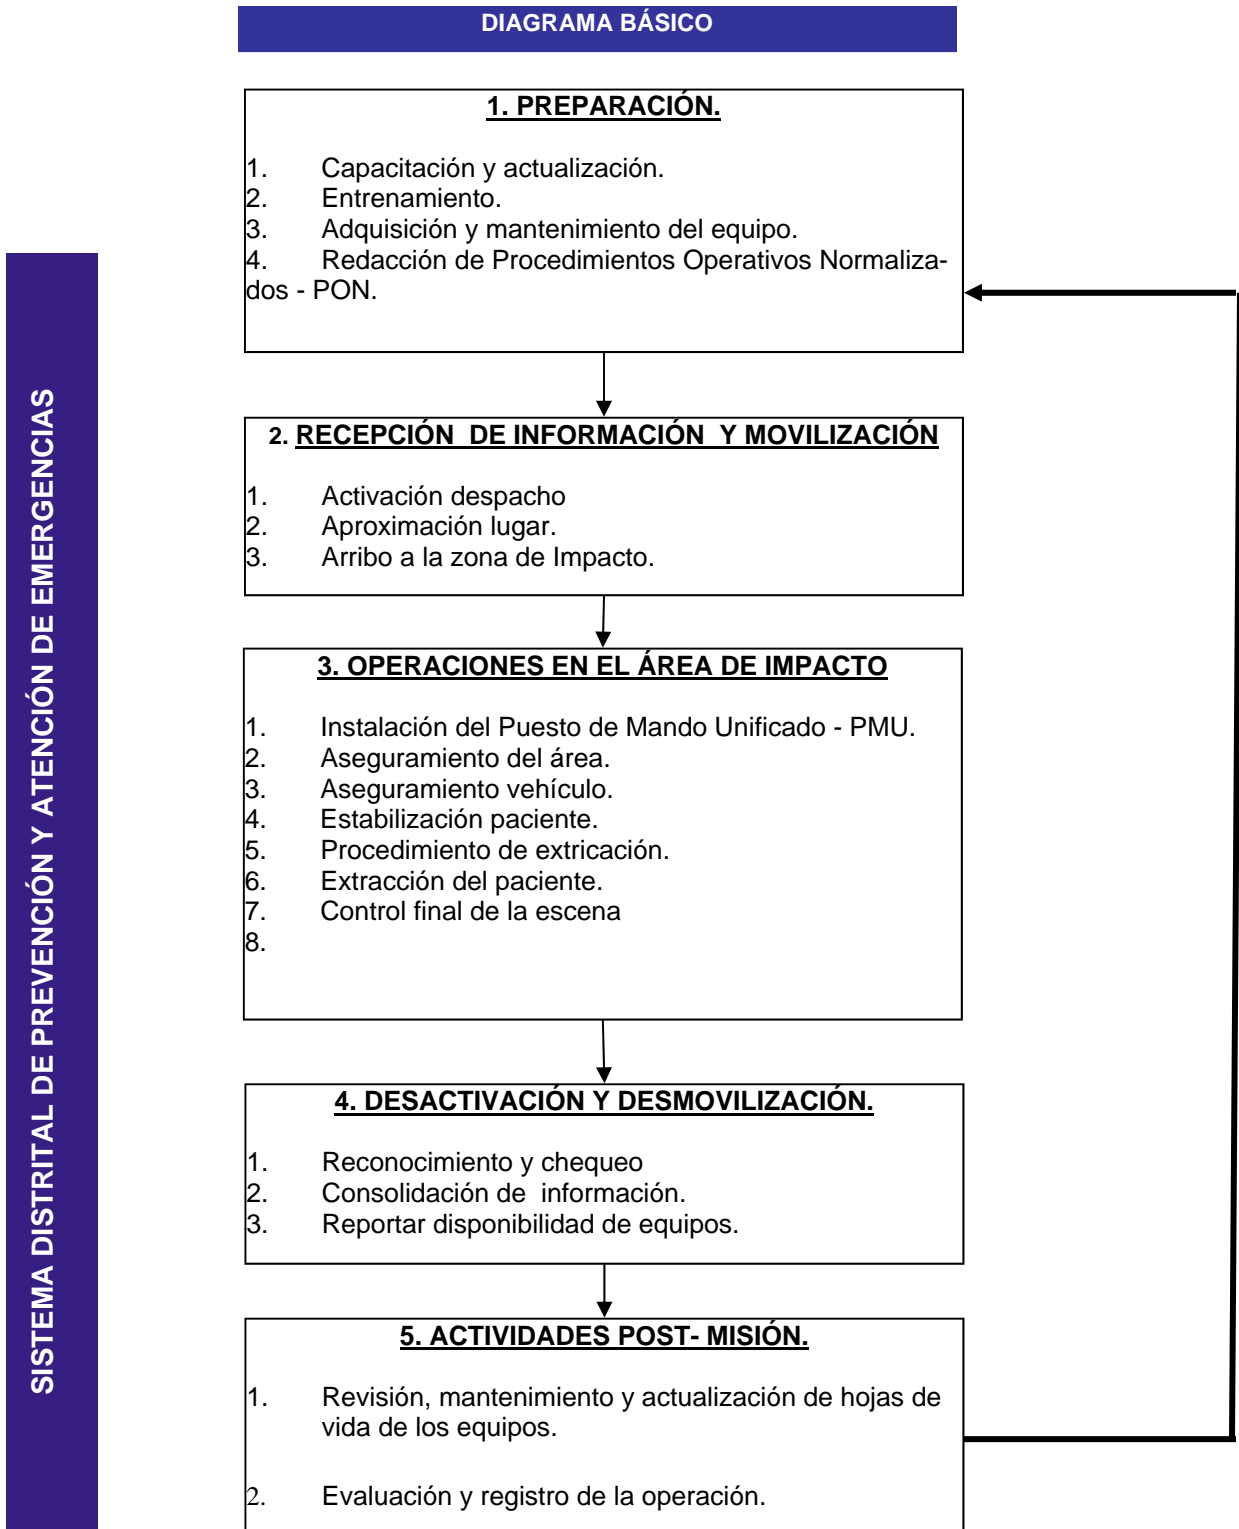 DIAGRAMA BÁSICO
1. PREPARACIÓN.
1. Capacitación y actualización.
2. Entrenamiento.
3. Adquisición y mantenimiento del equipo.
4. Redacción de Procedimientos Operativos Normaliza-
dos - PON.
2. RECEPCIÓN DE INFORMACIÓN Y MOVILIZACIÓN
1. Activación despacho
2. Aproximación lugar.
3. Arribo a la zona de Impacto.
3. OPERACIONES EN EL ÁREA DE IMPACTO
1. Instalación del Puesto de Mando Unificado - PMU.
2. Aseguramiento del área.
3. Aseguramiento vehículo.
4. Estabilización paciente.
5. Procedimiento de extricación.
6. Extracción del paciente.
7. Control final de la escena
8.
4. DESACTIVACIÓN Y DESMOVILIZACIÓN.
1. Reconocimiento y chequeo
2. Consolidación de información.
3. Reportar disponibilidad de equipos.
5. ACTIVIDADES POST- MISIÓN.
1. Revisión, mantenimiento y actualización de hojas de
vida de los equipos.
2. Evaluación y registro de la operación.
SISTEMA DISTRITAL DE PREVENCIÓN Y ATENCIÓN DE EMERGENCIAS